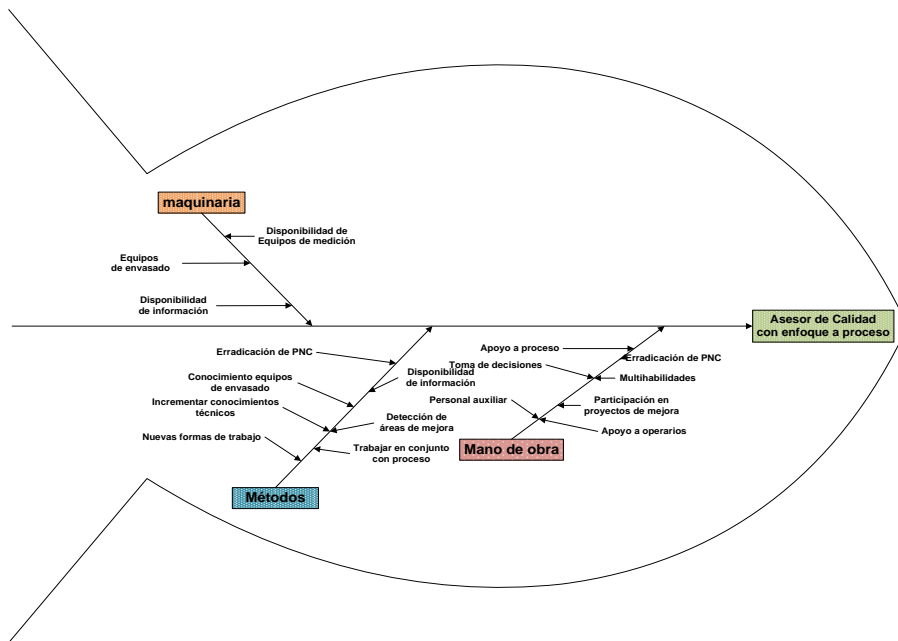 maquinaria
Disponibilidad de
Equipos de medición
Equipos
de envasado
Disponibilidad
de información
Asesor de Calidad
con enfoque a proceso
Erradicación de PNC
Disponibilidad
de información
Conocimiento equipos
de envasado
Incrementar conocimientos
técnicos
Detección de
áreas de mejora
Nuevas formas de trabajo
Trabajar en conjunto
con proceso
Métodos
Apoyo a proceso
Erradicación de PNC
Toma de decisiones
Multihabilidades
Personal auxiliar
Participación en
proyectos de mejora
Apoyo a operarios
Mano de obra